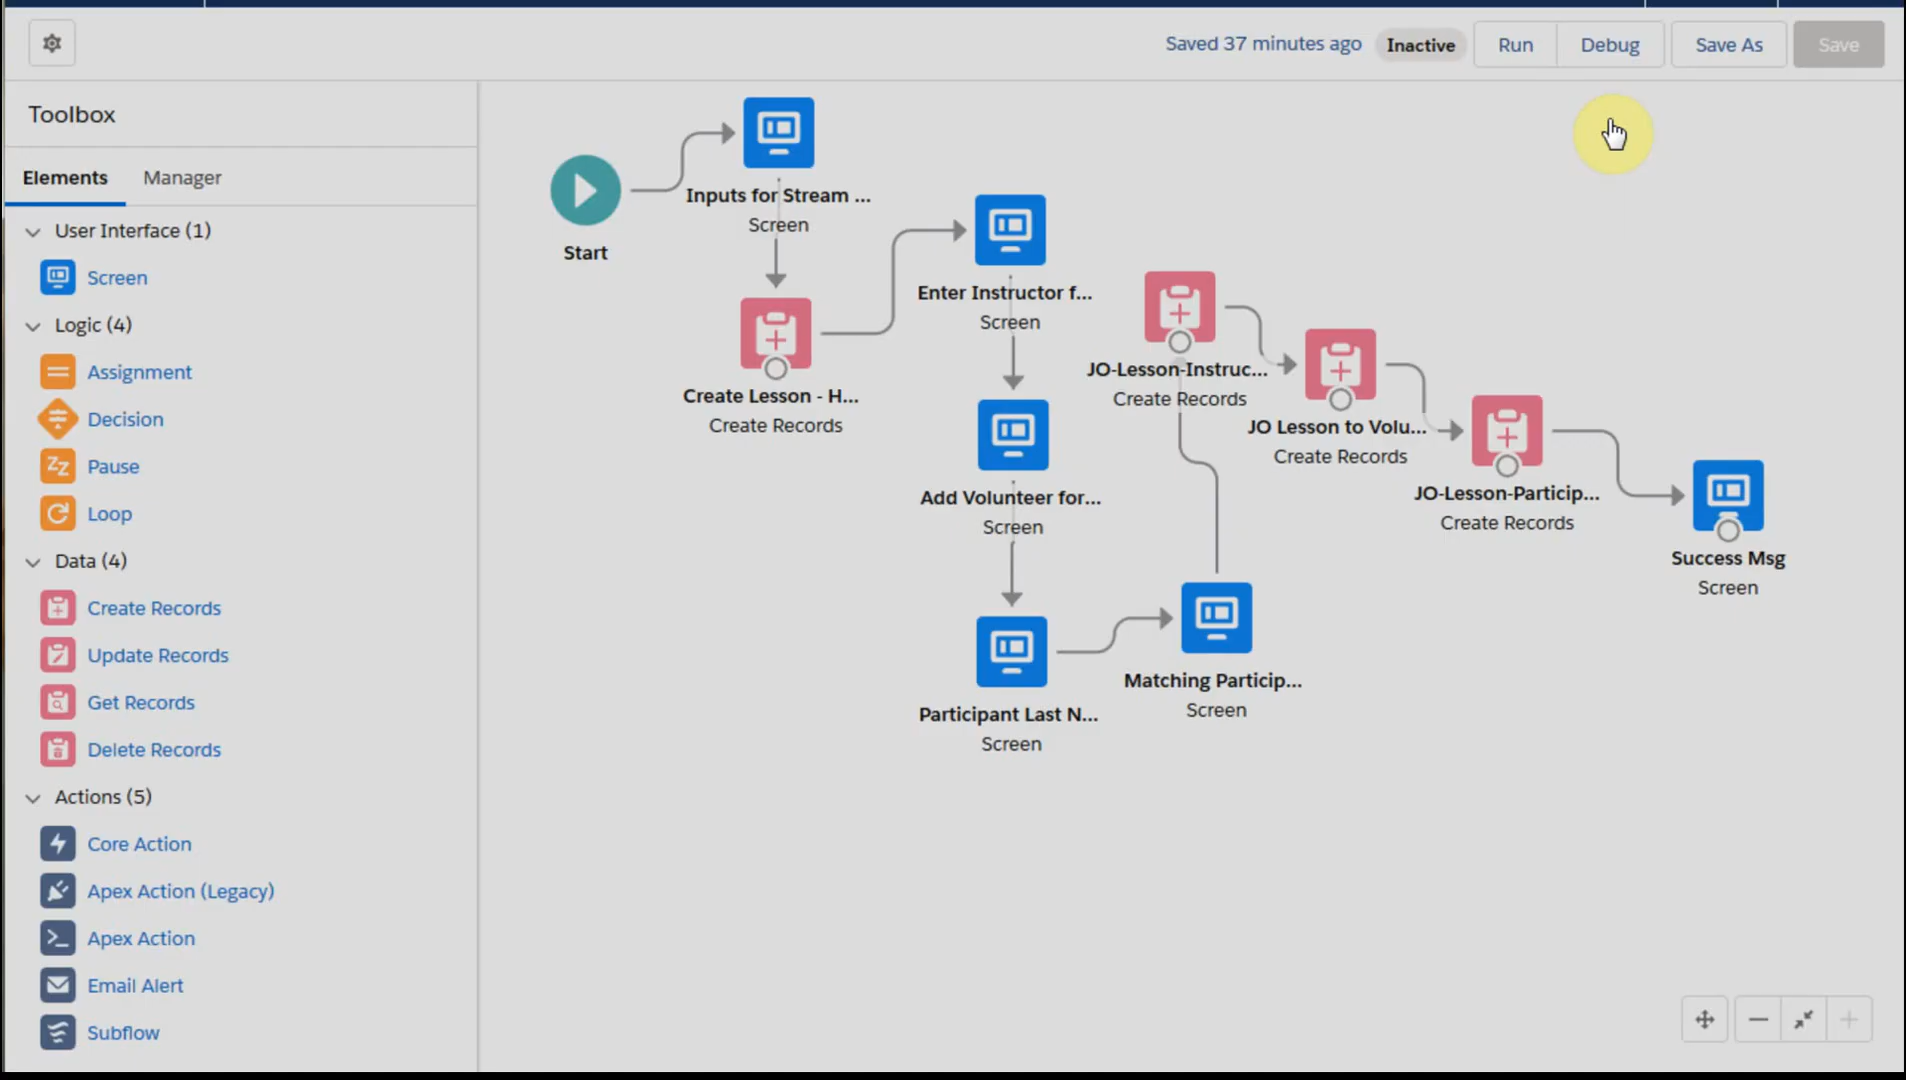 Saved 37 minutes ago
Inactive
Run
Debug
Save As
Save
Toolbox
Elements
Manager
User Interface (1)
Screen
Logic (4)
Assignment
Decision
Pause
Loop
Data (4)
Create Records
Update Records
Get Records
Delete Records
Actions (5)
Core Action
Apex Action (Legacy)
Apex Action
Email Alert
Subflow
Start
Inputs for Stream ...
Screen
Create Lesson - H...
Create Records
Enter Instructor f...
Screen
Add Volunteer for...
Screen
Participant Last N...
Screen
Matching Particip...
Screen
JO-Lesson-Instruc...
Create Records
JO Lesson to Volu...
Create Records
JO-Lesson-Particip...
Create Records
Success Msg
Screen